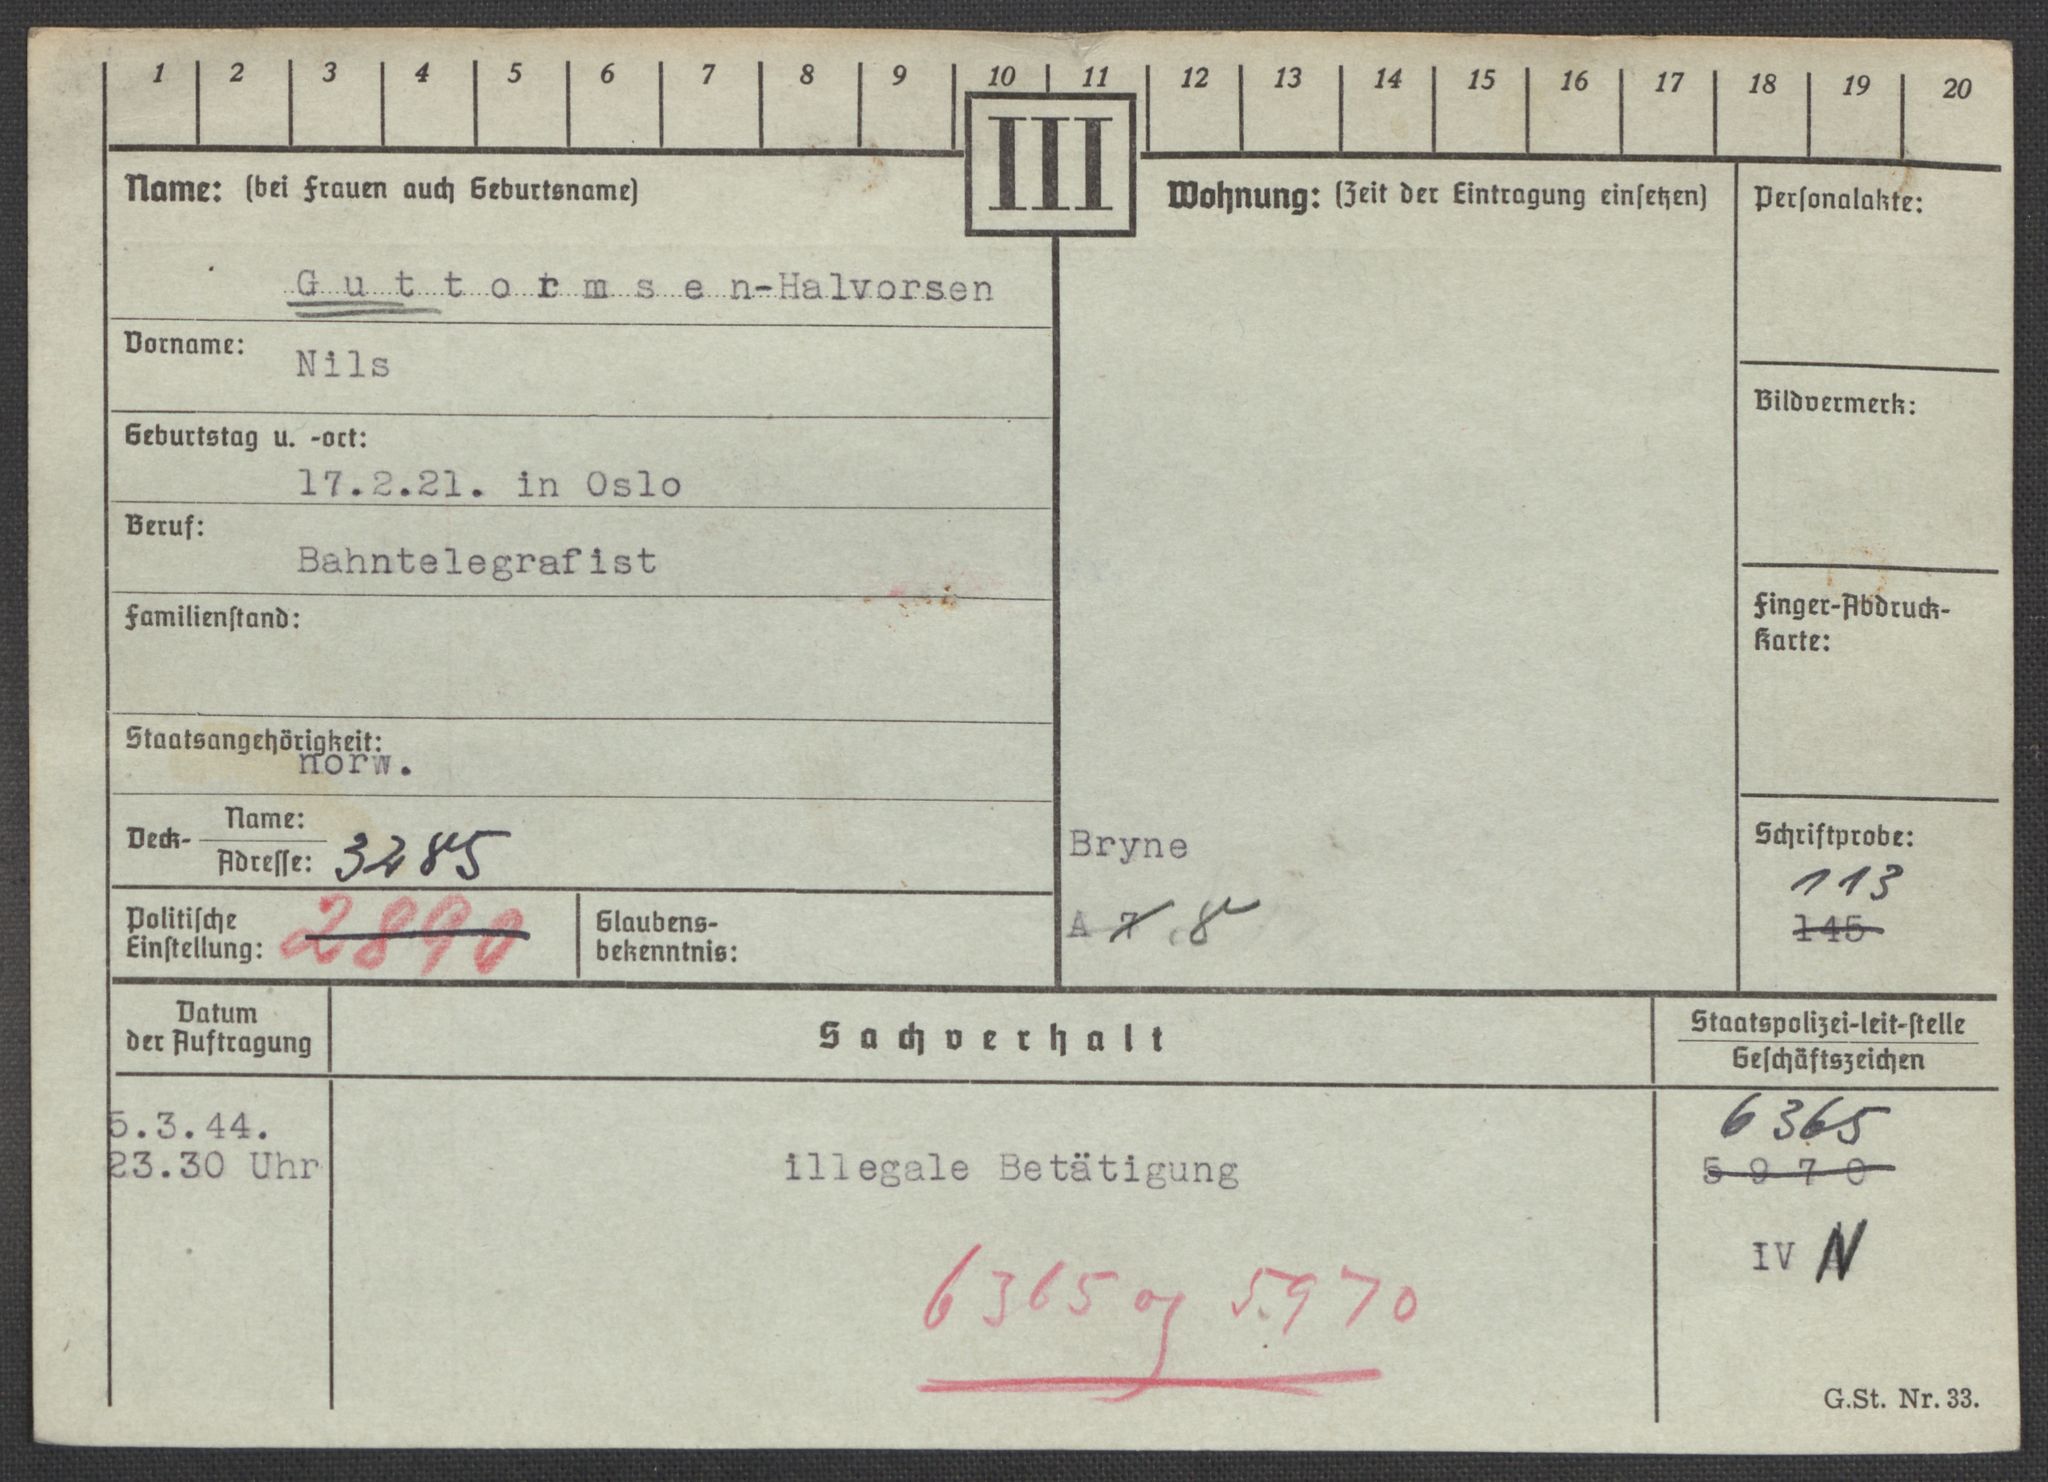 1 2 3 4 5 6 7 8 9 10 11 12 13 14 15 16 17 18 19 20
III
Name: (bei Frauen auch Geburtsname)
Guttormsen-Halvorsen
Vorname:
Nils
Geburtstag u. -ort:
17.2.21. in Oslo
Beruf:
Bahntelegrafist
Familienstand:
Staatsangehörigkeit:
norw.
Deck-
Name:
Adresse: 3285
Politische
Einstellung: 2890
Glaubens-
bekenntnis:
Wohnung: (Zeit der Eintragung einsetzen)
Bryne
A 7 8
Personalakte:
Bildvermerk:
Finger-Abdruck-
Karte:
Schriftprobe:
113
145
Datum
der Auftragung
Sachverhalt
Staatspolizei-leit-stelle
Geschäftszeichen
5.3.44.
23.30 Uhr
illegale Betätigung
6365
5970
IV N
6365 og 5970
G.St. Nr. 33.